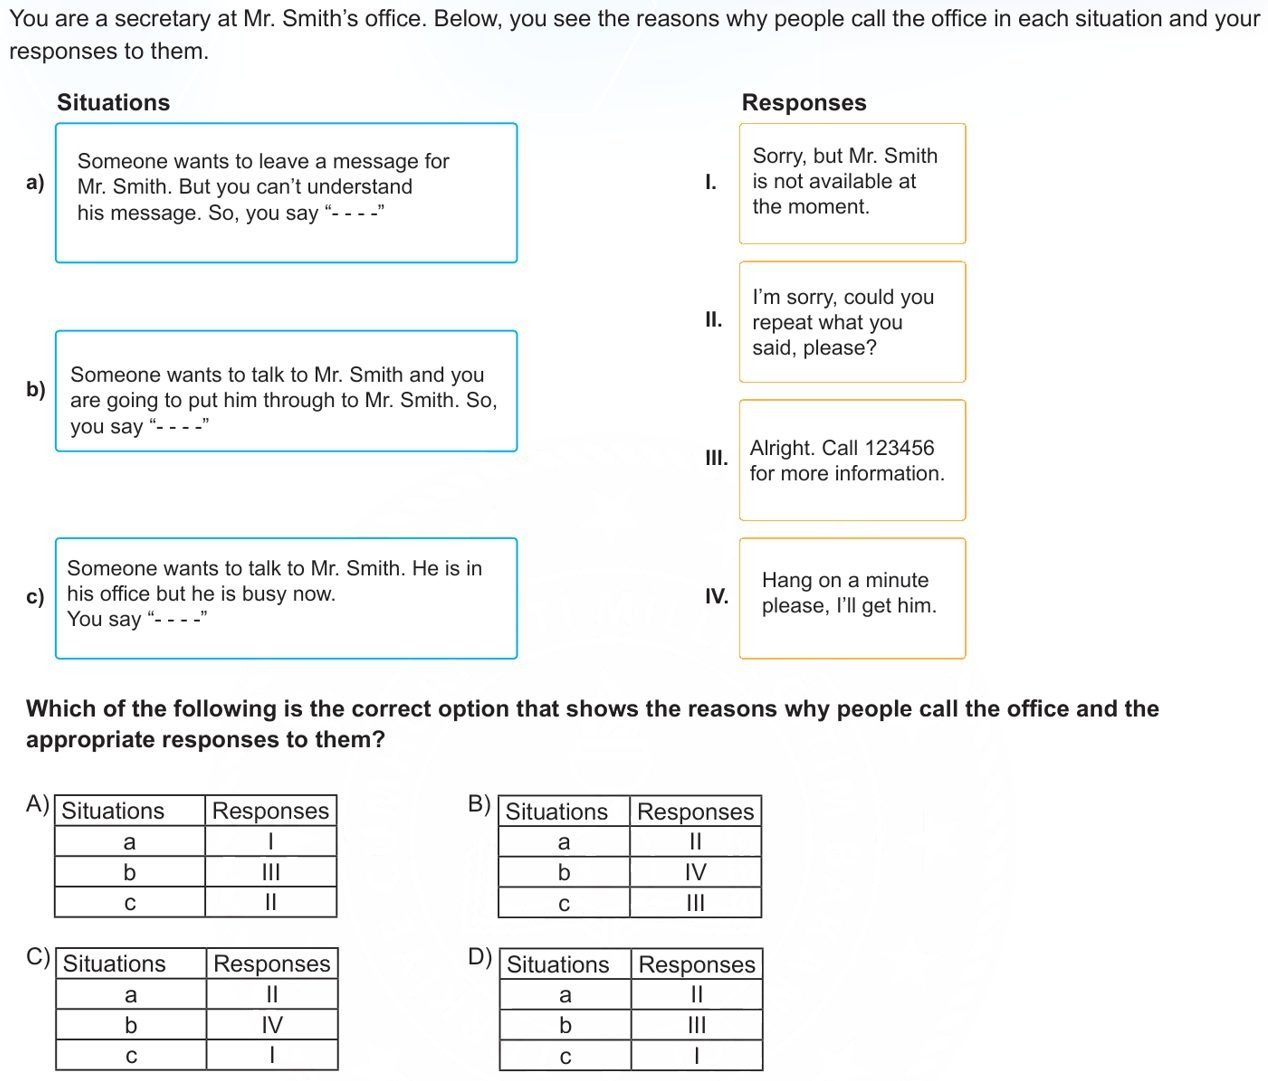 You are a secretary at Mr. Smith’s office. Below, you see the reasons why people call the office in each situation and your
responses to them.
Situations
a)
Someone wants to leave a message for
Mr. Smith. But you can’t understand
his message. So, you say “- - - -”
b)
Someone wants to talk to Mr. Smith and you
are going to put him through to Mr. Smith. So,
you say “- - - -”
c)
Someone wants to talk to Mr. Smith. He is in
his office but he is busy now.
You say “- - - -”
Responses
I.
Sorry, but Mr. Smith
is not available at
the moment.
II.
I’m sorry, could you
repeat what you
said, please?
III.
Alright. Call 123456
for more information.
IV.
Hang on a minute
please, I’ll get him.
Which of the following is the correct option that shows the reasons why people call the office and the
appropriate responses to them?
A)
Situations Responses
a I
b III
c II
B)
Situations Responses
a II
b IV
c III
C)
Situations Responses
a II
b IV
c I
D)
Situations Responses
a II
b III
c I